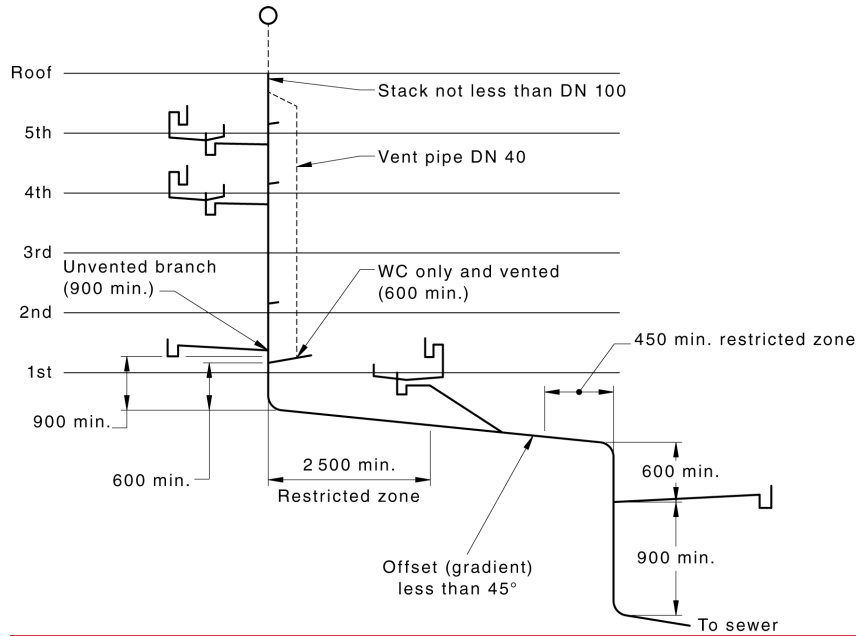 Roof
Stack not less than DN 100
5th
Vent pipe DN 40
4th
3rd
Unvented branch
(900 min.)
WC only and vented
(600 min.)
2nd
450 min. restricted zone
1st
900 min.
600 min.
2 500 min.
Restricted zone
600 min.
900 min.
Offset (gradient)
less than 45°
To sewer